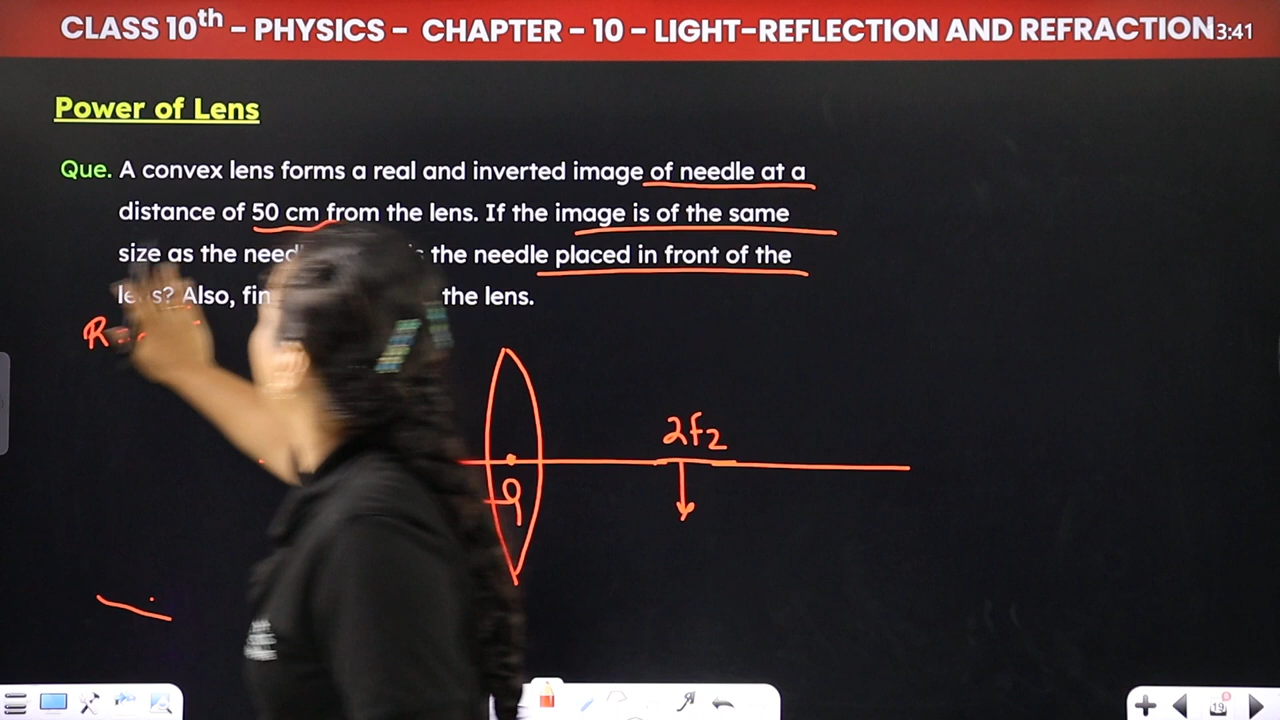 CLASS 10th - PHYSICS - CHAPTER - 10 - LIGHT-REFLECTION AND REFRACTION
3:41
Power of Lens
Que. A convex lens forms a real and inverted image of needle at a
distance of 50 cm from the lens. If the image is of the same
size as the the needle placed in front of the
Also, the lens.
R
2F2
19